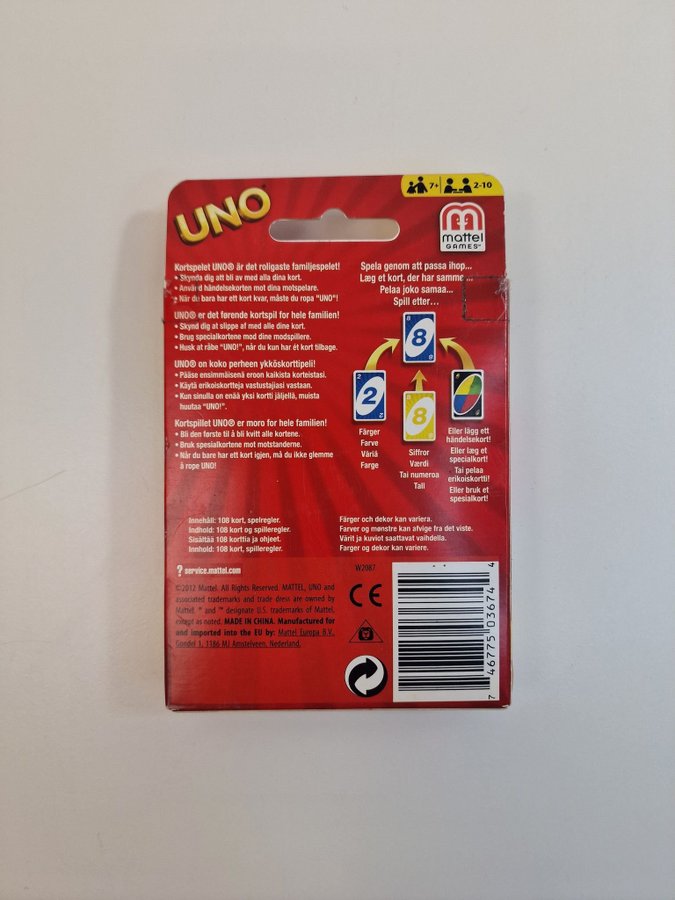 UNO
7+ 2-10
mattel
GAMES™
Kortspelet UNO® är det roligaste familjespelet!
• Skynda dig att bli av med alla dina kort.
• Använd händelsekorten mot dina motspelare.
• När du bara har ett kort kvar, måste du ropa "UNO"!
UNO® er det førende kortspil for hele familien!
• Skynd dig at slippe af med alle dine kort.
• Brug specialkortene mod dine modspillere.
• Husk at råbe "UNO!", når du kun har ét kort tilbage.
UNO® on koko perheen ykköskorttipeli!
• Pääse ensimmäisenä eroon kaikista korteistasi.
• Käytä erikoiskortteja vastustajiasi vastaan.
• Kun sinulla on enää yksi kortti jäljellä, muista
huutaa "UNO!".
Kortspillet UNO® er moro for hele familien!
• Bli den første til å bli kvitt alle kortene.
• Bruk spesialkortene mot motstanderne.
• Når du bare har ett kort igjen, må du ikke glemme
å rope UNO!
Spela genom att passa ihop...
Læg et kort, der har samme...
Pelaa joko samaa...
Spill etter...
8
2
8
Färger
Farve
Väriä
Farge
Siffror
Værdi
Tai numeroa
Tall
Eller lägg ett
händelsekort!
Eller læg et
specialkort!
Tai pelaa
erikoiskortti!
Eller bruk et
spesialkort!
Innehåll: 108 kort, spelregler.
Indhold: 108 kort og spilleregler.
Sisältää 108 korttia ja ohjeet.
Innhold: 108 kort, spilleregler.
Färger och dekor kan variera.
Farver og mønstre kan afvige fra det viste.
Värit ja kuviot saattavat vaihdella.
Farger og dekor kan variere.
? service.mattel.com
W2087
©2012 Mattel. All Rights Reserved. MATTEL, UNO and
associated trademarks and trade dress are owned by
Mattel. ® and ™ designate U.S. trademarks of Mattel,
except as noted. MADE IN CHINA. Manufactured for
and imported into the EU by: Mattel Europa B.V.,
Gondel 1, 1186 MJ Amstelveen, Nederland.
CE
7 46775 03674 4